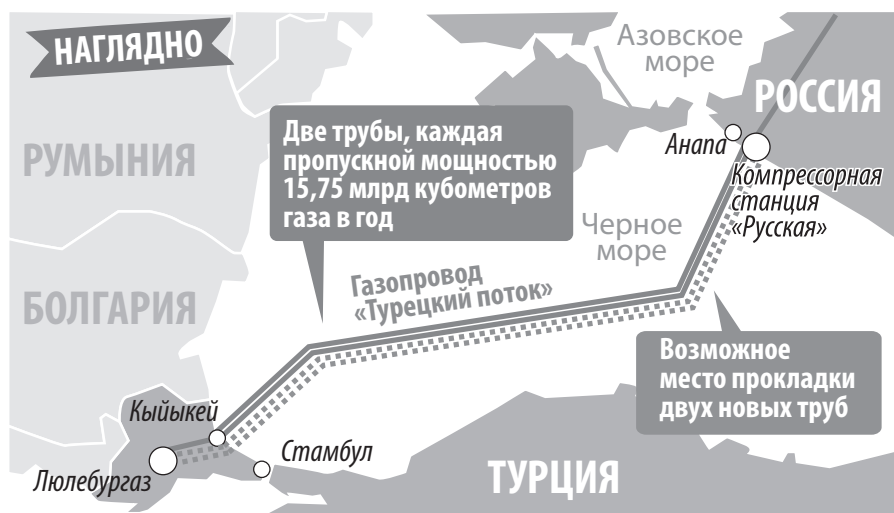 НАГЛЯДНО
Азовское
море
РОССИЯ
РУМЫНИЯ
Две трубы, каждая
пропускной мощностью
15,75 млрд кубометров
газа в год
Анапа
Компрессорная
станция
«Русская»
Черное
море
Газопровод
«Турецкий поток»
БОЛГАРИЯ
Возможное
место прокладки
двух новых труб
Кыйыкей
Стамбул
Люлебургаз
ТУРЦИЯ